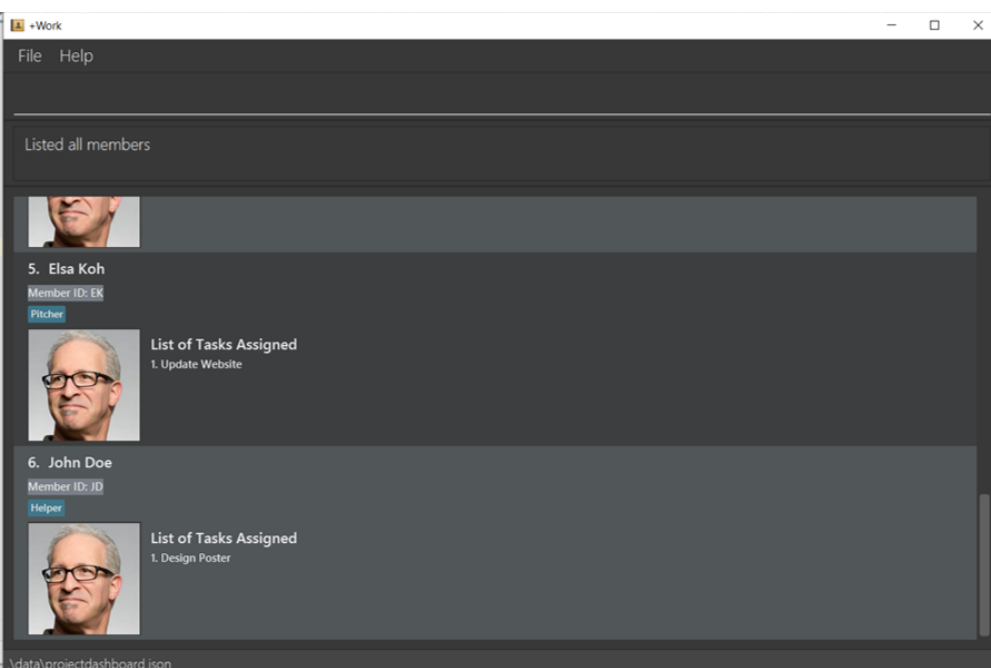 +Work
File Help
Listed all members
5. Elsa Koh
Member ID: EK
Pitcher
List of Tasks Assigned
1. Update Website
6. John Doe
Member ID: JD
Helper
List of Tasks Assigned
1. Design Poster
\data\projectdashboard.json